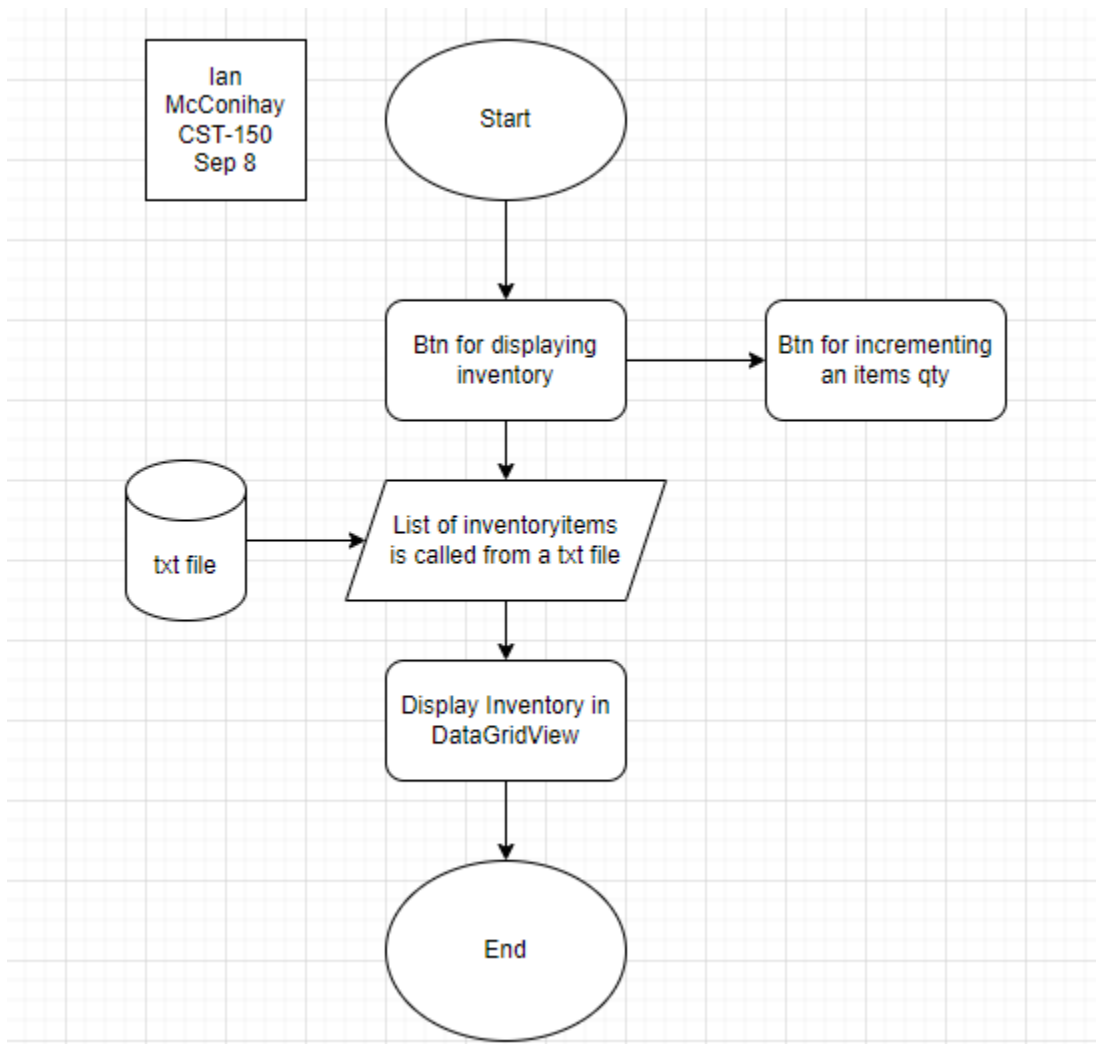 Ian
McConihay
CST-150
Sep 8
Start
Btn for displaying
inventory
Btn for incrementing
an items qty
txt file
List of inventoryitems
is called from a txt file
Display Inventory in
DataGridView
End